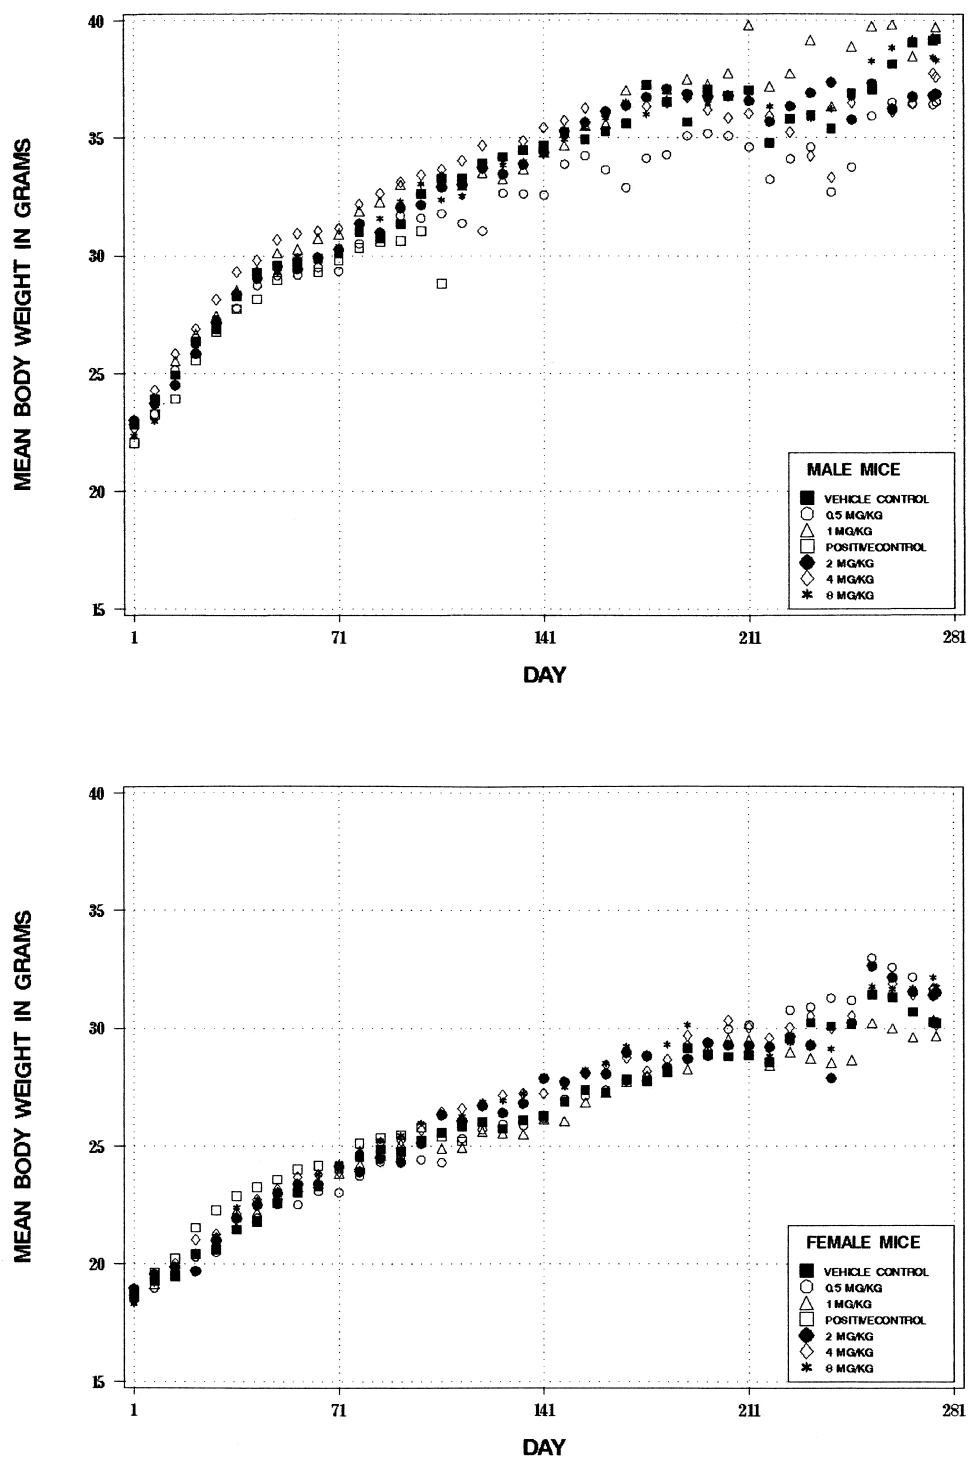 MEAN BODY WEIGHT IN GRAMS
40
35
30
25
20
15
MALE MICE
VEHICLE CONTROL
0.5 MG/KG
1 MG/KG
POSITIVECONTROL
2 MG/KG
4 MG/KG
8 MG/KG
1
71
141
211
281
DAY
MEAN BODY WEIGHT IN GRAMS
40
35
30
25
20
15
FEMALE MICE
VEHICLE CONTROL
0.5 MG/KG
1 MG/KG
POSITIVECONTROL
2 MG/KG
4 MG/KG
8 MG/KG
1
71
141
211
281
DAY